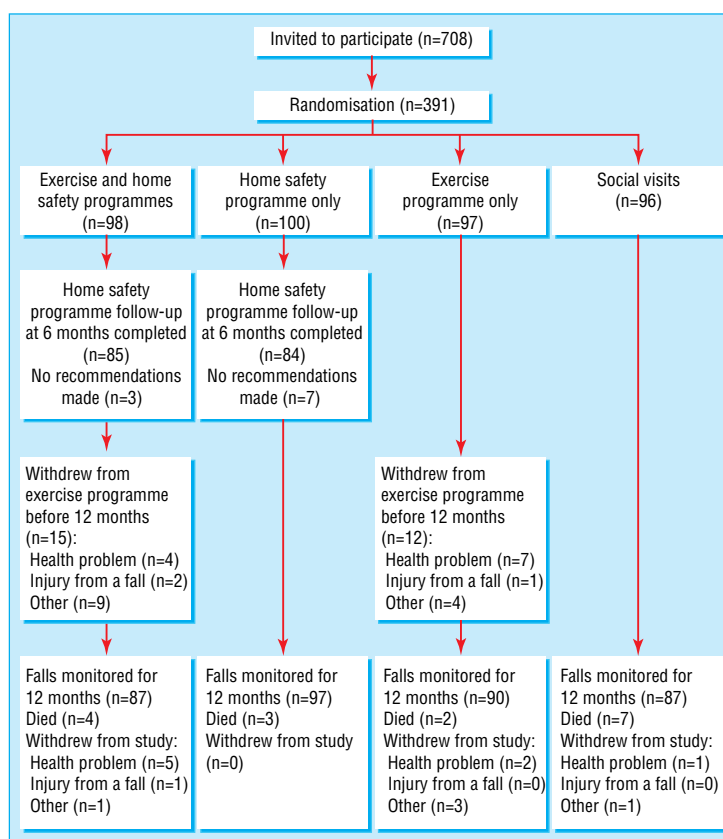 Invited to participate (n=708)
Randomisation (n=391)
Exercise and home
safety programmes
(n=98)
Home safety
programme only
(n=100)
Exercise
programme only
(n=97)
Social visits
(n=96)
Home safety
programme follow-up
at 6 months completed
(n=85)
No recommendations
made (n=3)
Home safety
programme follow-up
at 6 months completed
(n=84)
No recommendations
made (n=7)
Withdrew from
exercise programme
before 12 months
(n=15):
Health problem (n=4)
Injury from a fall (n=2)
Other (n=9)
Withdrew from
exercise programme
before 12 months
(n=12):
Health problem (n=7)
Injury from a fall (n=1)
Other (n=4)
Falls monitored for
12 months (n=87)
Died (n=4)
Withdrew from study:
Health problem (n=5)
Injury from a fall (n=1)
Other (n=1)
Falls monitored for
12 months (n=97)
Died (n=3)
Withdrew from study
(n=0)
Falls monitored for
12 months (n=90)
Died (n=2)
Withdrew from study:
Health problem (n=2)
Injury from a fall (n=0)
Other (n=3)
Falls monitored for
12 months (n=87)
Died (n=7)
Withdrew from study:
Health problem (n=1)
Injury from a fall (n=0)
Other (n=1)